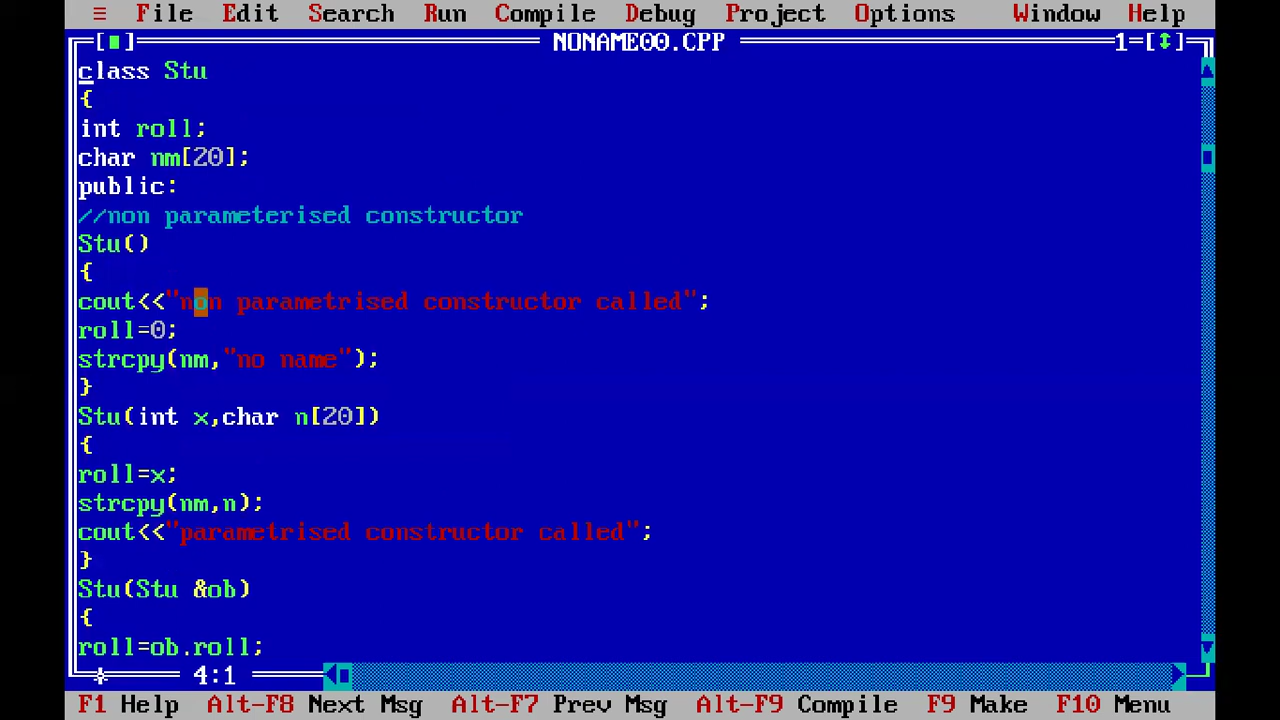 ≡ File Edit Search Run Compile Debug Project Options Window Help
[■] NONAME00.CPP 1=[↕]
class Stu
{
int roll;
char nm[20];
public:
//non parameterised constructor
Stu()
{
cout<<"non parametrised constructor called";
roll=0;
strcpy(nm,"no name");
}
Stu(int x,char n[20])
{
roll=x;
strcpy(nm,n);
cout<<"parametrised constructor called";
}
Stu(Stu &ob)
{
roll=ob.roll;
4:1
F1 Help Alt-F8 Next Msg Alt-F7 Prev Msg Alt-F9 Compile F9 Make F10 Menu